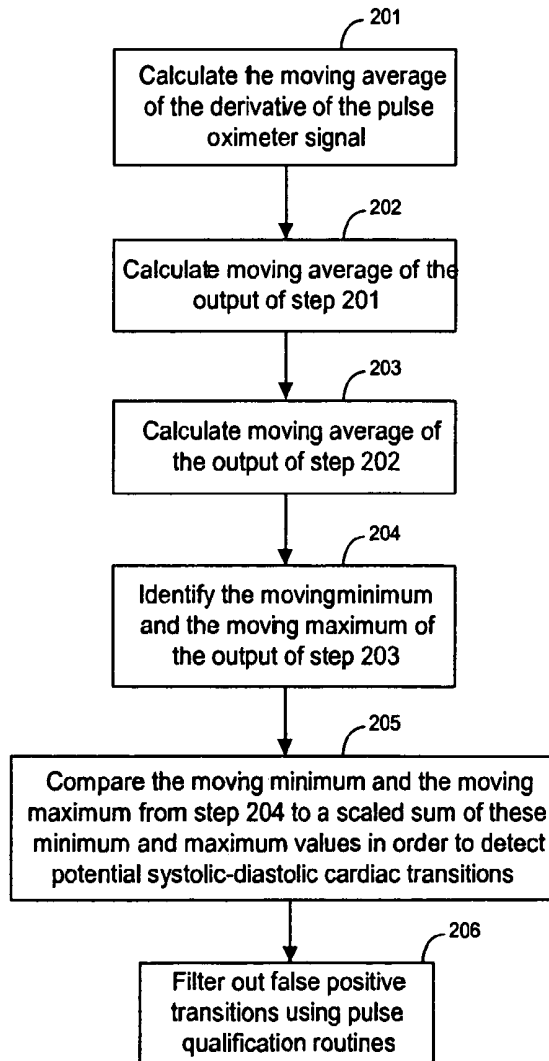 201
Calculate the moving average
of the derivative of the pulse
oximeter signal
202
Calculate moving average of the
output of step 201
203
Calculate moving average of
the output of step 202
204
Identify the movingminimum
and the moving maximum of
the output of step 203
205
Compare the moving minimum and the moving
maximum from step 204 to a scaled sum of these
minimum and maximum values in order to detect
potential systolic-diastolic cardiac transitions
206
Filter out false positive
transitions using pulse
qualification routines